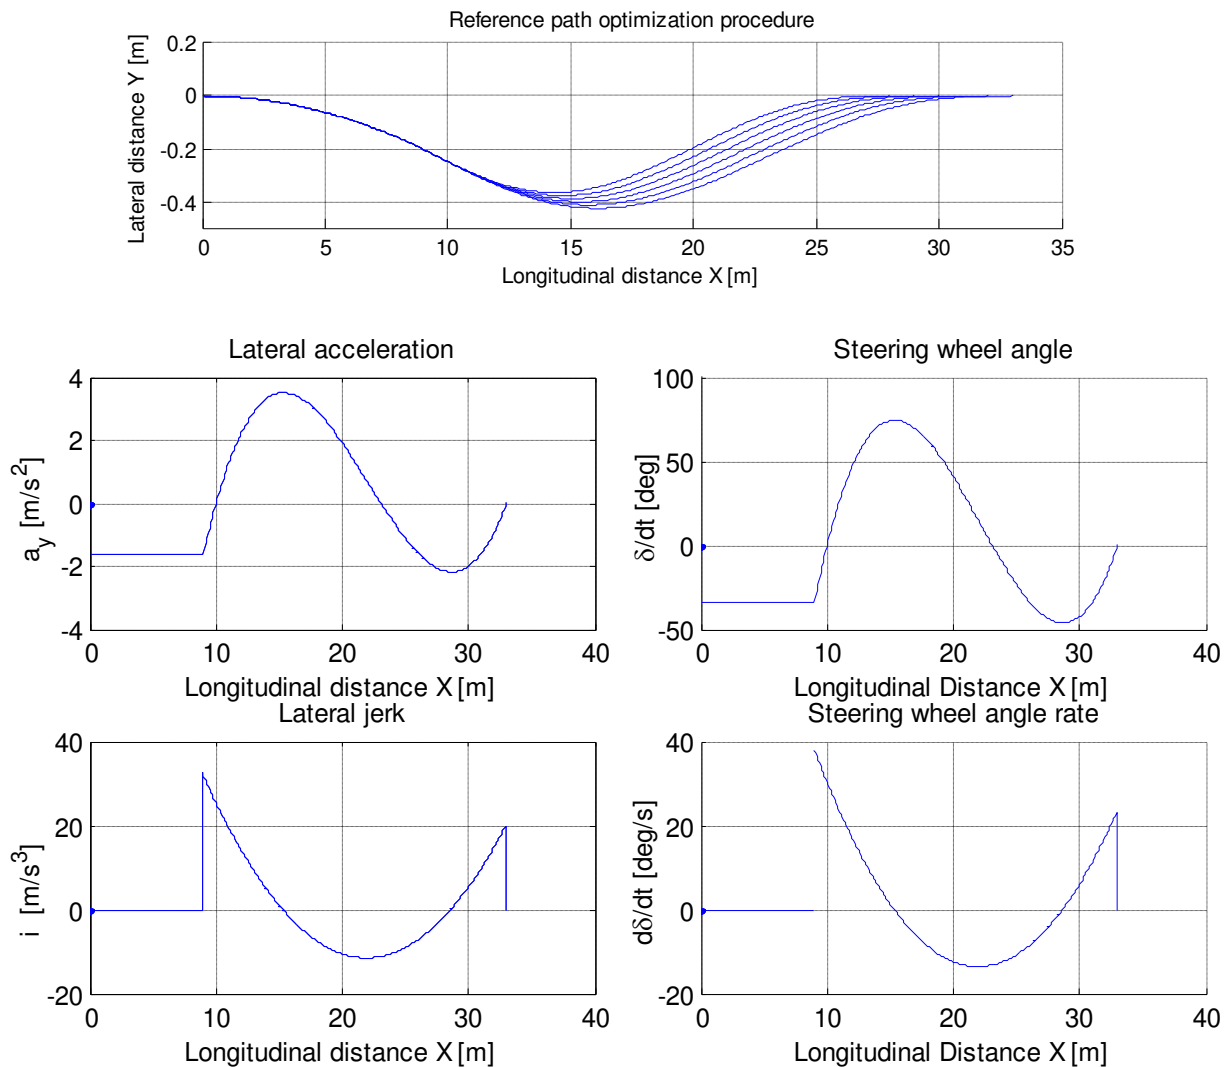 Reference path optimization procedure
Lateral distance Y [m]
0.2
0
-0.2
-0.4
0 5 10 15 20 25 30 35
Longitudinal distance X [m]
Lateral acceleration
a_y [m/s^2]
4
2
0
-2
-4
0 10 20 30 40
Longitudinal distance X [m]
Steering wheel angle
δ/dt [deg]
100
50
0
-50
0 10 20 30 40
Longitudinal Distance X [m]
Lateral jerk
i [m/s^3]
40
20
0
-20
0 10 20 30 40
Longitudinal distance X [m]
Steering wheel angle rate
dδ/dt [deg/s]
40
20
0
-20
0 10 20 30 40
Longitudinal Distance X [m]